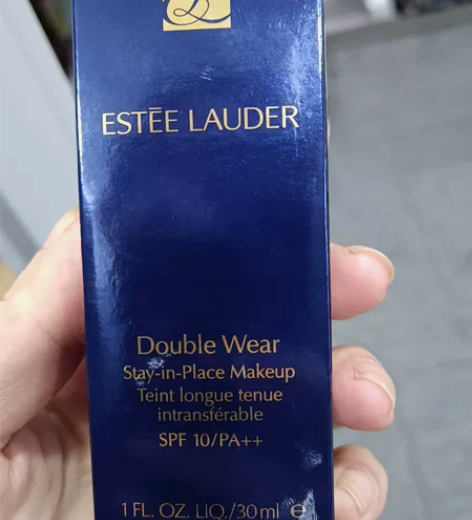 ESTĒE LAUDER
Double Wear
Stay-in-Place Makeup
Teint longue tenue
intransférable
SPF 10/PA++
1 FL. OZ. LIQ./30 ml ℮